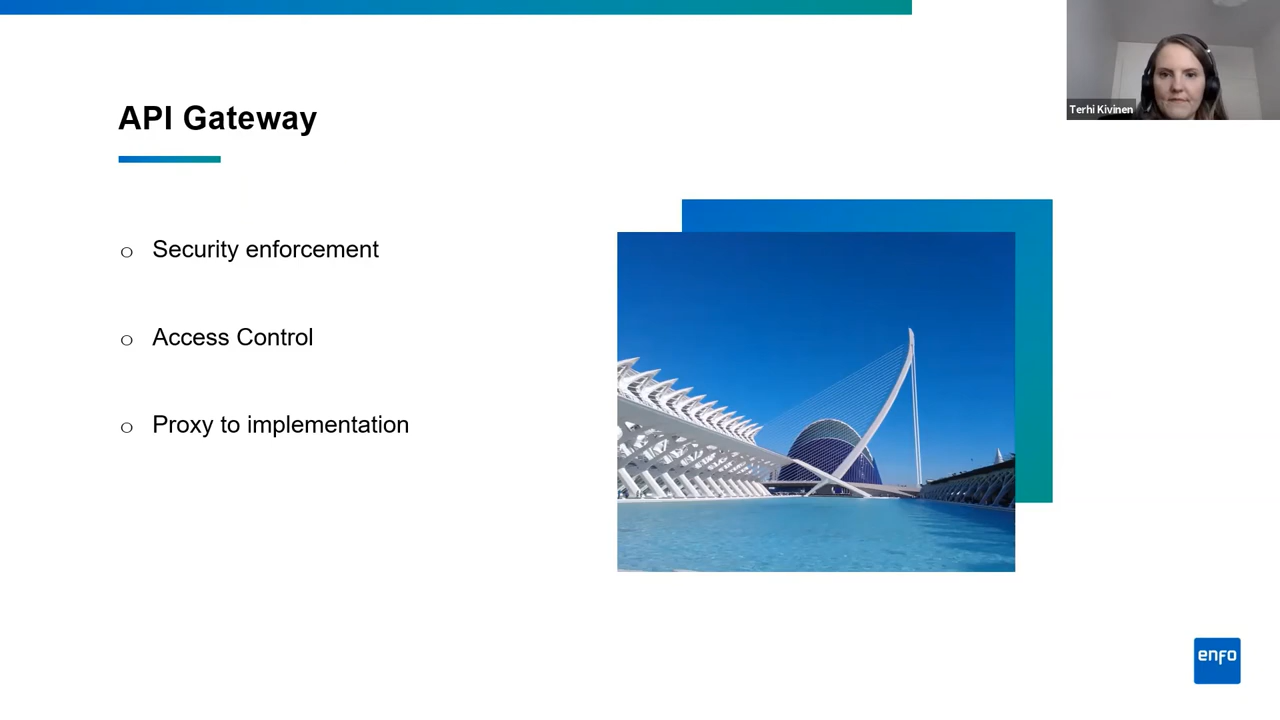 Terhi Kivinen
API Gateway
Security enforcement
Access Control
Proxy to implementation
enfo